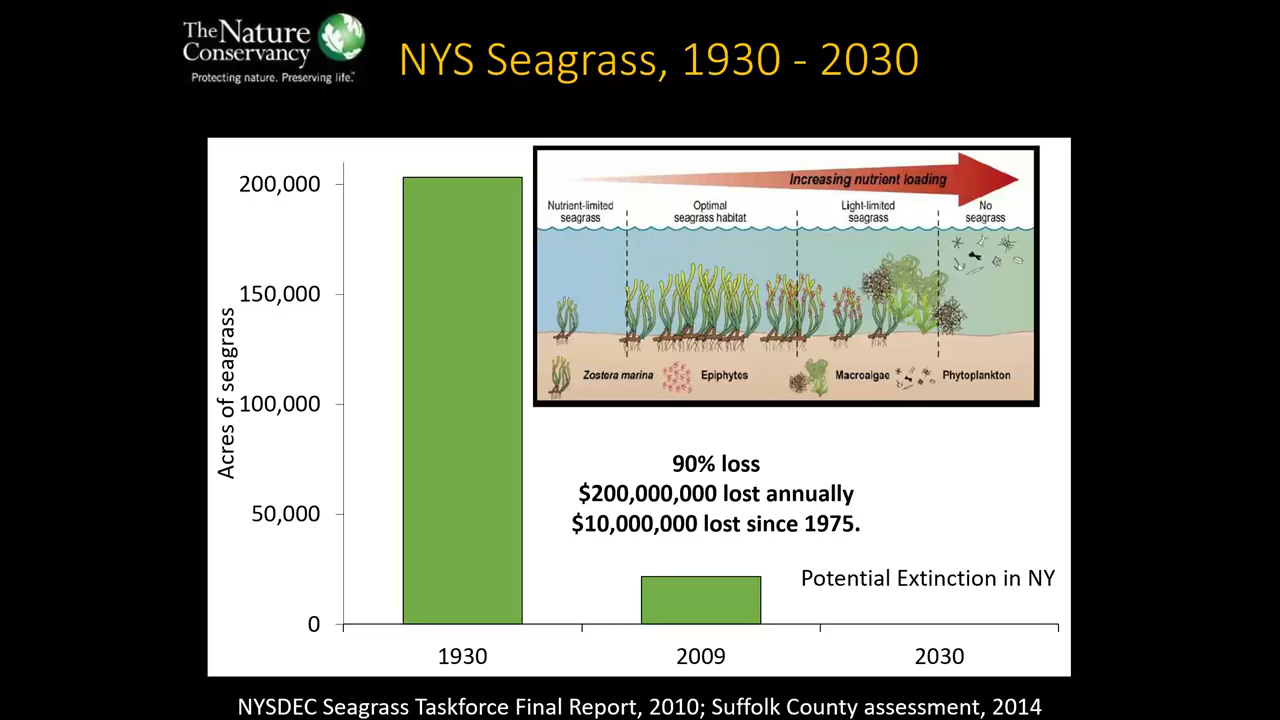 The Nature
Conservancy
Protecting nature. Preserving life.™
NYS Seagrass, 1930 - 2030
Increasing nutrient loading
Nutrient-limited
seagrass
Optimal
seagrass habitat
Light-limited
seagrass
No
seagrass
Zostera marina
Epiphytes
Macroalgae
Phytoplankton
Acres of seagrass
200,000
150,000
100,000
50,000
0
90% loss
$200,000,000 lost annually
$10,000,000 lost since 1975.
Potential Extinction in NY
1930
2009
2030
NYSDEC Seagrass Taskforce Final Report, 2010; Suffolk County assessment, 2014